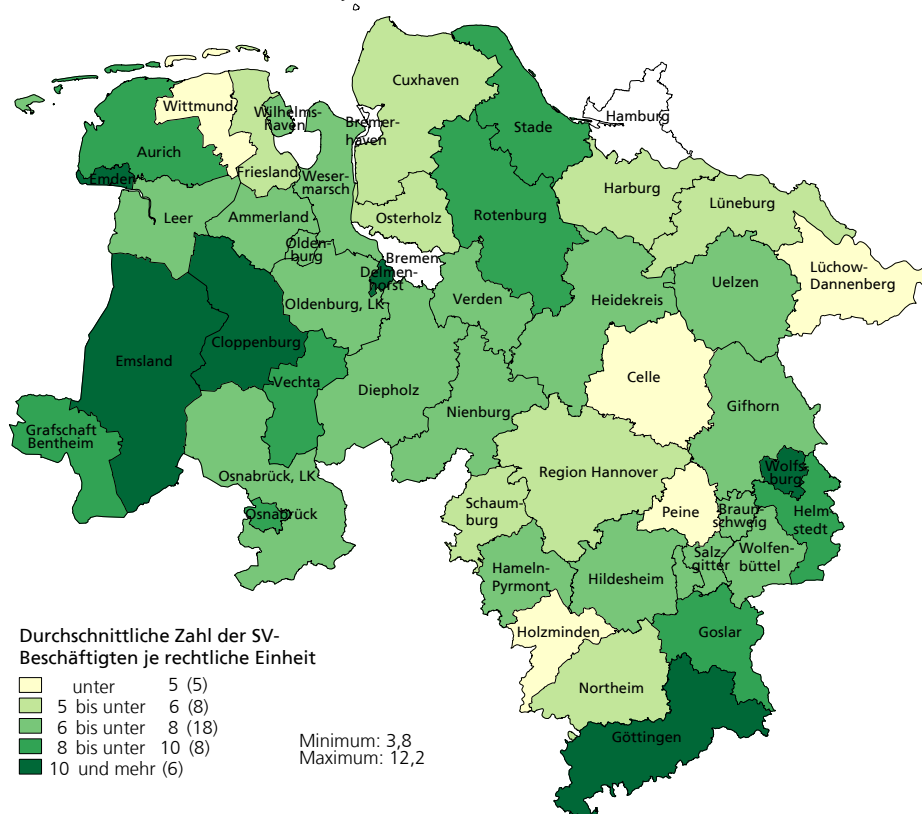 Cuxhaven
Wittmund
Wilhelms-
haven
Bremer-
haven
Hamburg
Stade
Aurich
Emden
Friesland
Weser-
marsch
Harburg
Lüneburg
Leer
Ammerland
Osterholz
Rotenburg
Olden-
burg
Bremen
Delmen-
horst
Lüchow-
Dannenberg
Uelzen
Oldenburg, LK
Verden
Heidekreis
Cloppenburg
Emsland
Vechta
Diepholz
Celle
Nienburg
Gifhorn
Grafschaft
Bentheim
Osnabrück, LK
Region Hannover
Wolfs-
burg
Schaum-
burg
Peine
Braun-
schweig
Helm-
stedt
Osnabrück
Salz-
gitter
Wolfen-
büttel
Hameln-
Pyrmont
Hildesheim
Holzminden
Goslar
Northeim
Göttingen
Durchschnittliche Zahl der SV-
Beschäftigten je rechtliche Einheit
unter 5 (5)
5 bis unter 6 (8)
6 bis unter 8 (18)
8 bis unter 10 (8)
10 und mehr (6)
Minimum: 3,8
Maximum: 12,2